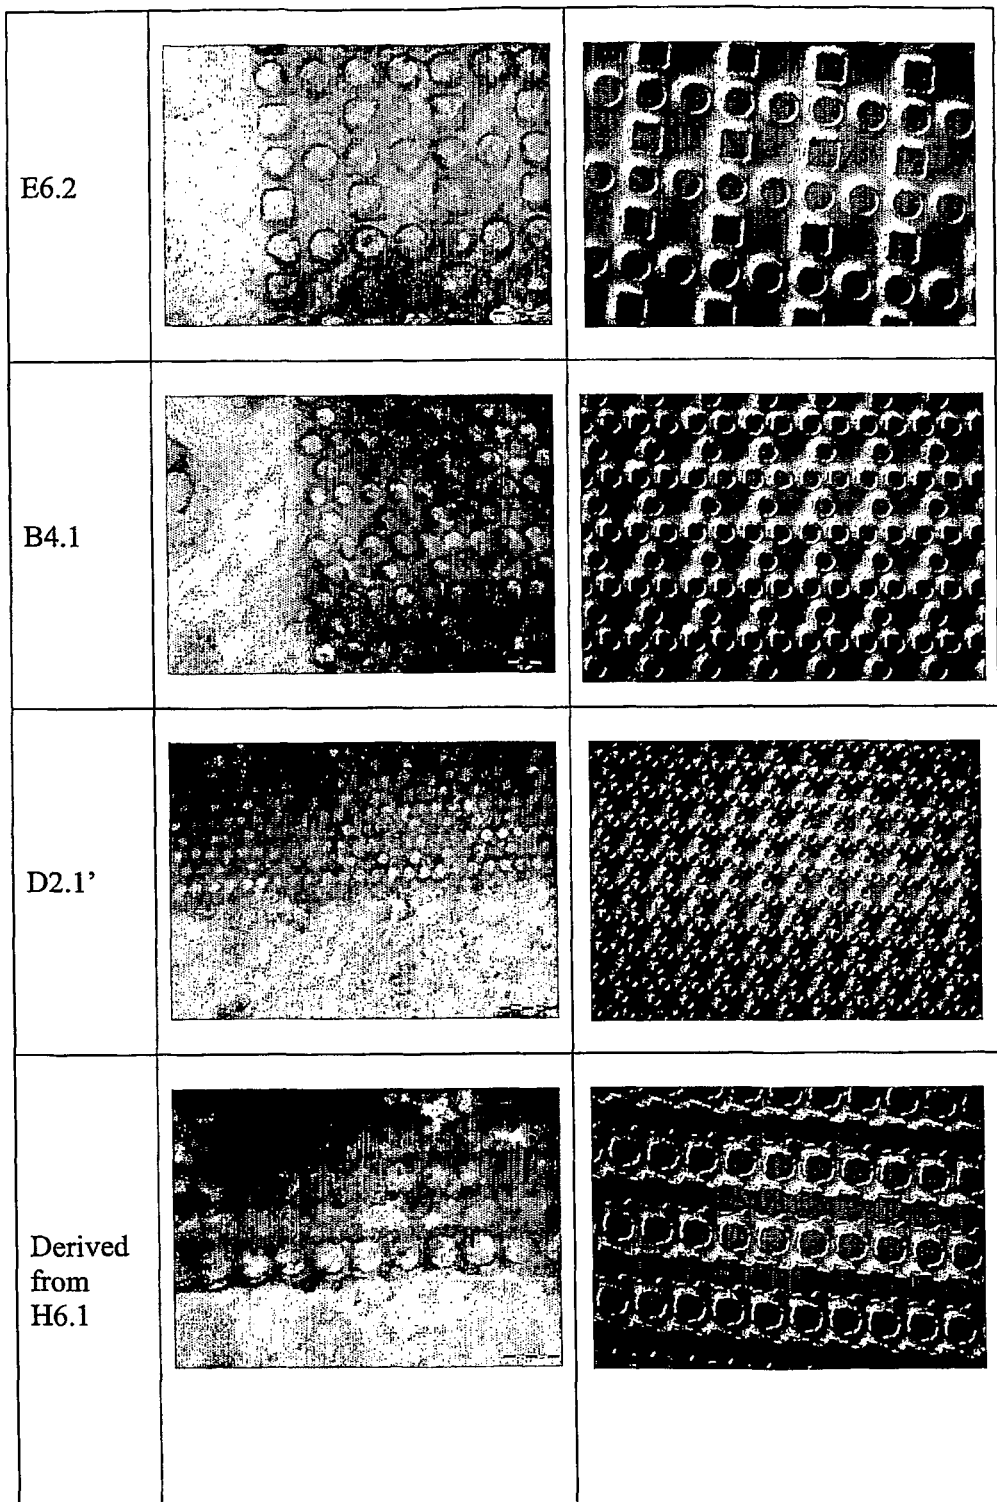 E6.2
B4.1
D2.1’
Derived
from
H6.1